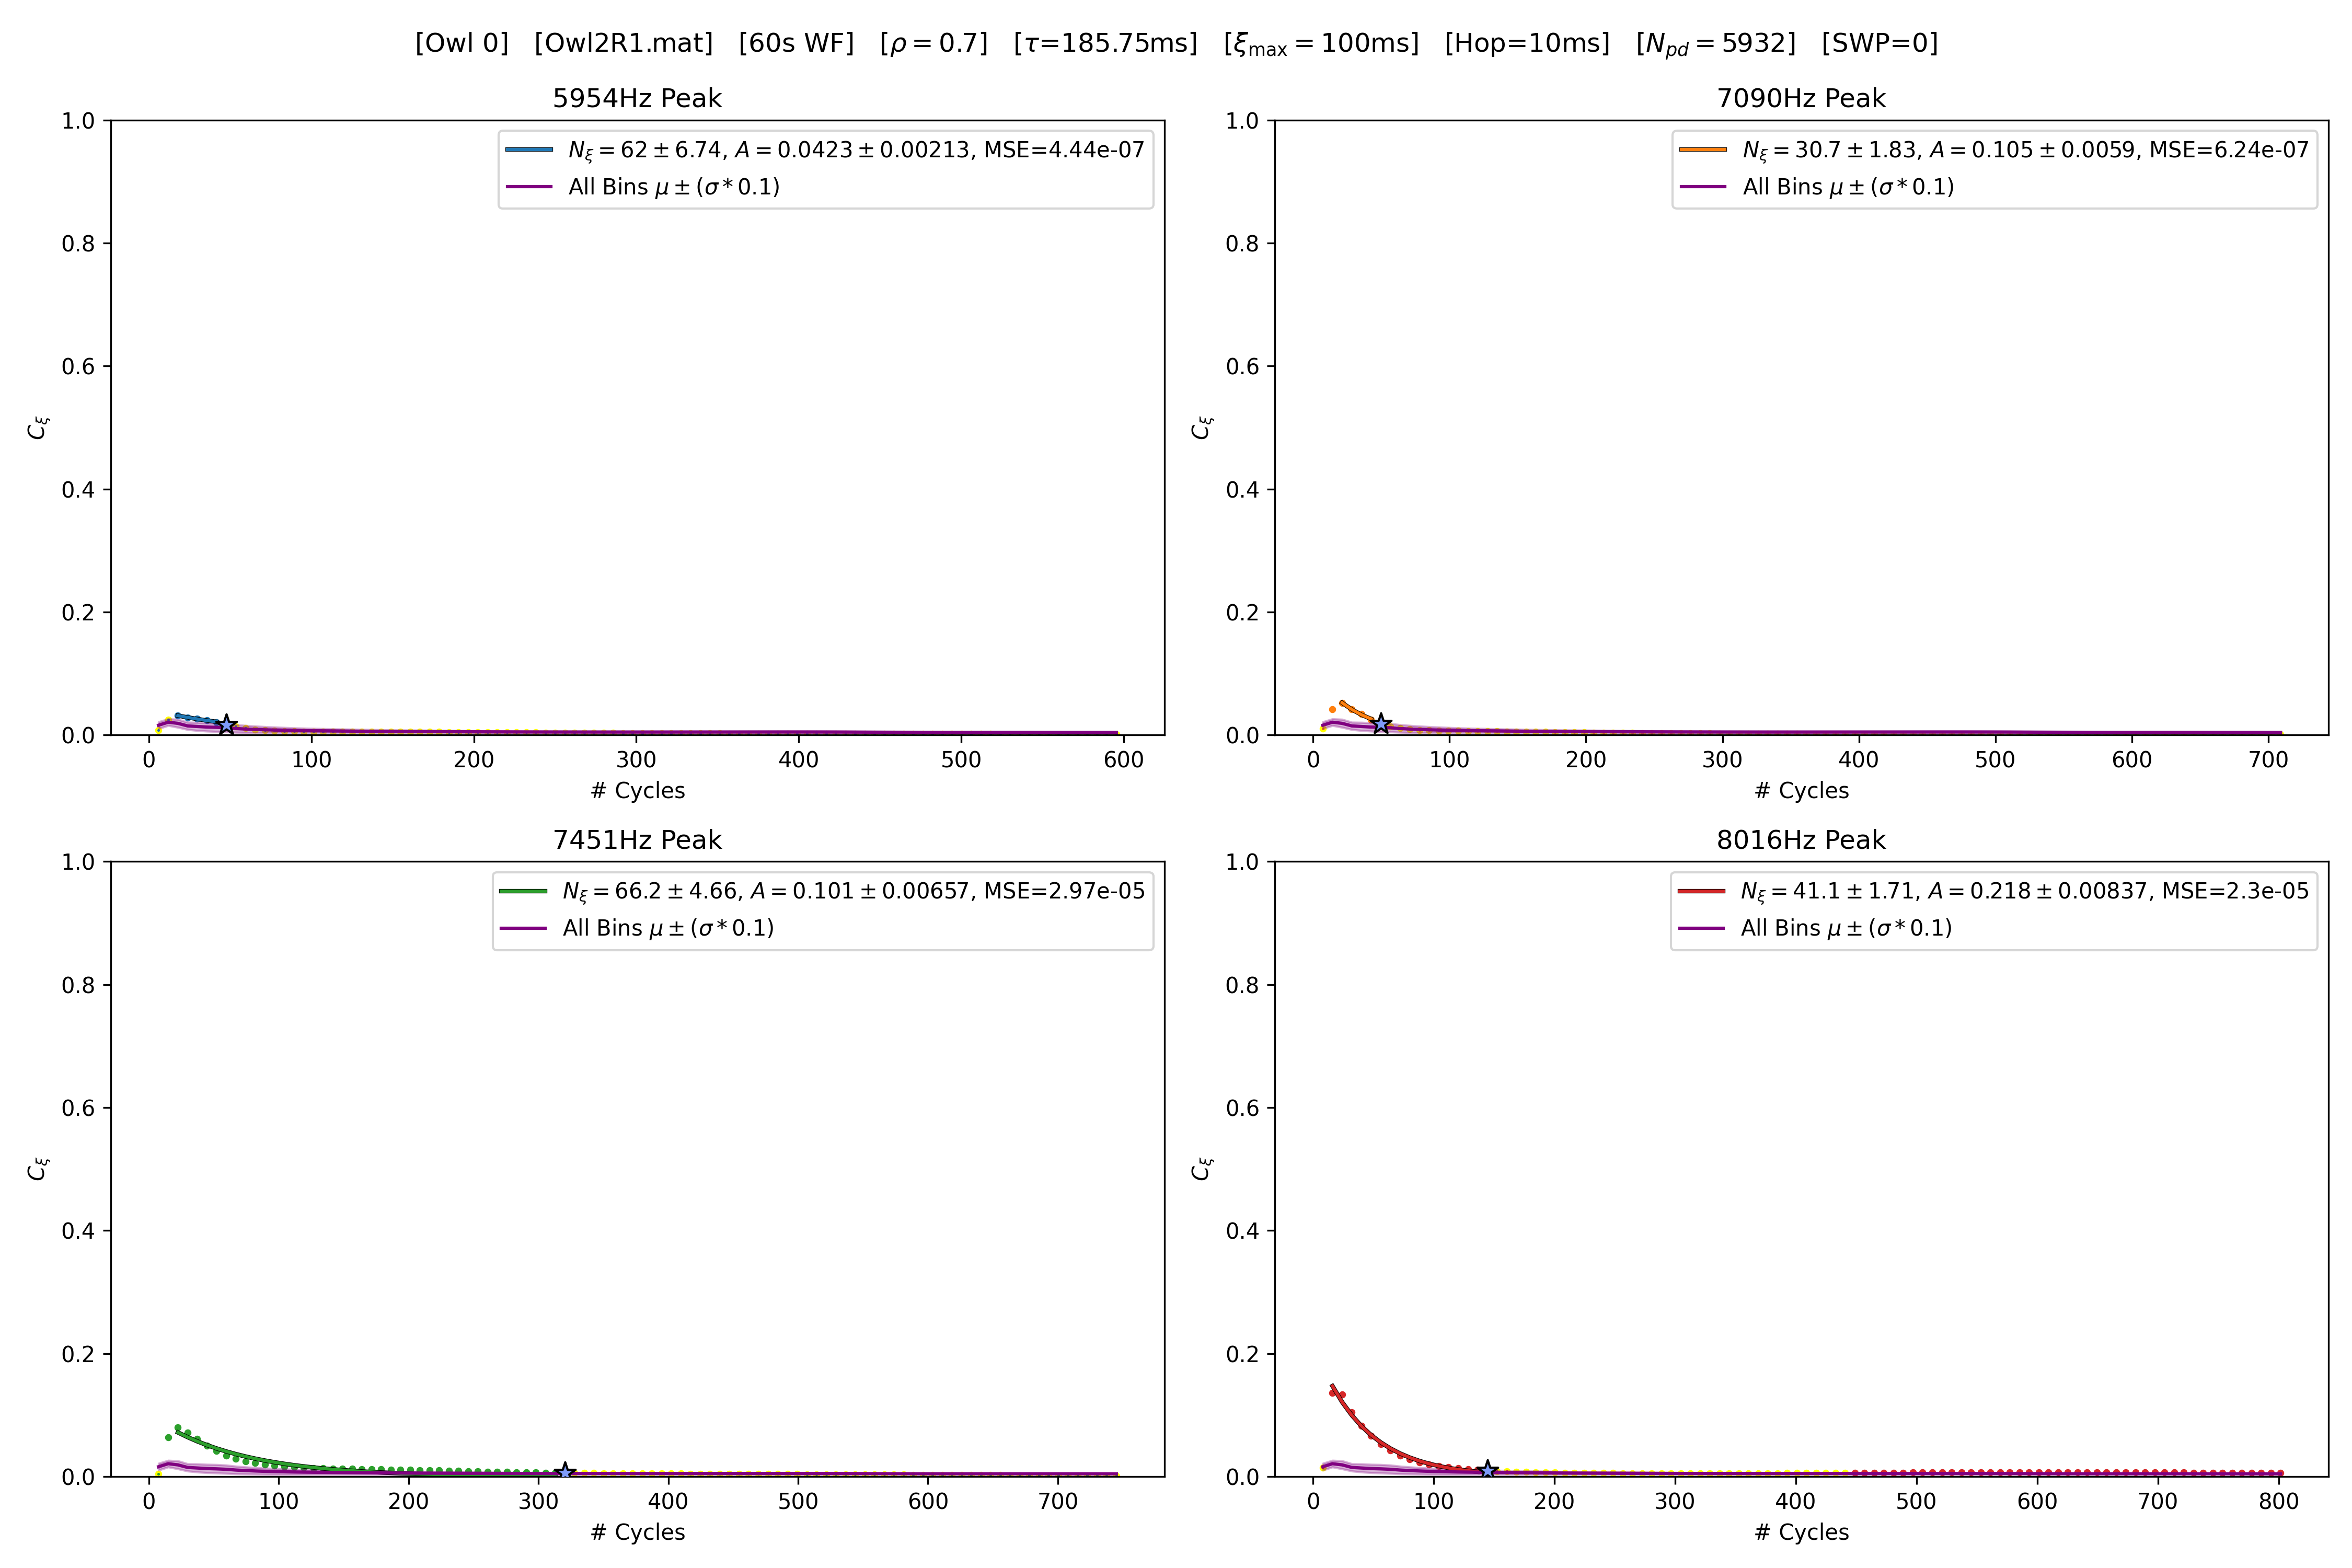 [Owl 0] [Owl2R1.mat] [60s WF] [ρ = 0.7] [τ=185.75ms] [ξmax = 100ms] [Hop=10ms] [Npd = 5932] [SWP=0]
5954Hz Peak
Nξ = 62 ± 6.74, A = 0.0423 ± 0.00213, MSE=4.44e-07
All Bins μ ± (σ * 0.1)
1.0
0.8
0.6
0.4
0.2
0.0
Cξ
0 100 200 300 400 500 600
# Cycles
7090Hz Peak
Nξ = 30.7 ± 1.83, A = 0.105 ± 0.0059, MSE=6.24e-07
All Bins μ ± (σ * 0.1)
1.0
0.8
0.6
0.4
0.2
0.0
Cξ
0 100 200 300 400 500 600 700
# Cycles
7451Hz Peak
Nξ = 66.2 ± 4.66, A = 0.101 ± 0.00657, MSE=2.97e-05
All Bins μ ± (σ * 0.1)
1.0
0.8
0.6
0.4
0.2
0.0
Cξ
0 100 200 300 400 500 600 700
# Cycles
8016Hz Peak
Nξ = 41.1 ± 1.71, A = 0.218 ± 0.00837, MSE=2.3e-05
All Bins μ ± (σ * 0.1)
1.0
0.8
0.6
0.4
0.2
0.0
Cξ
0 100 200 300 400 500 600 700 800
# Cycles